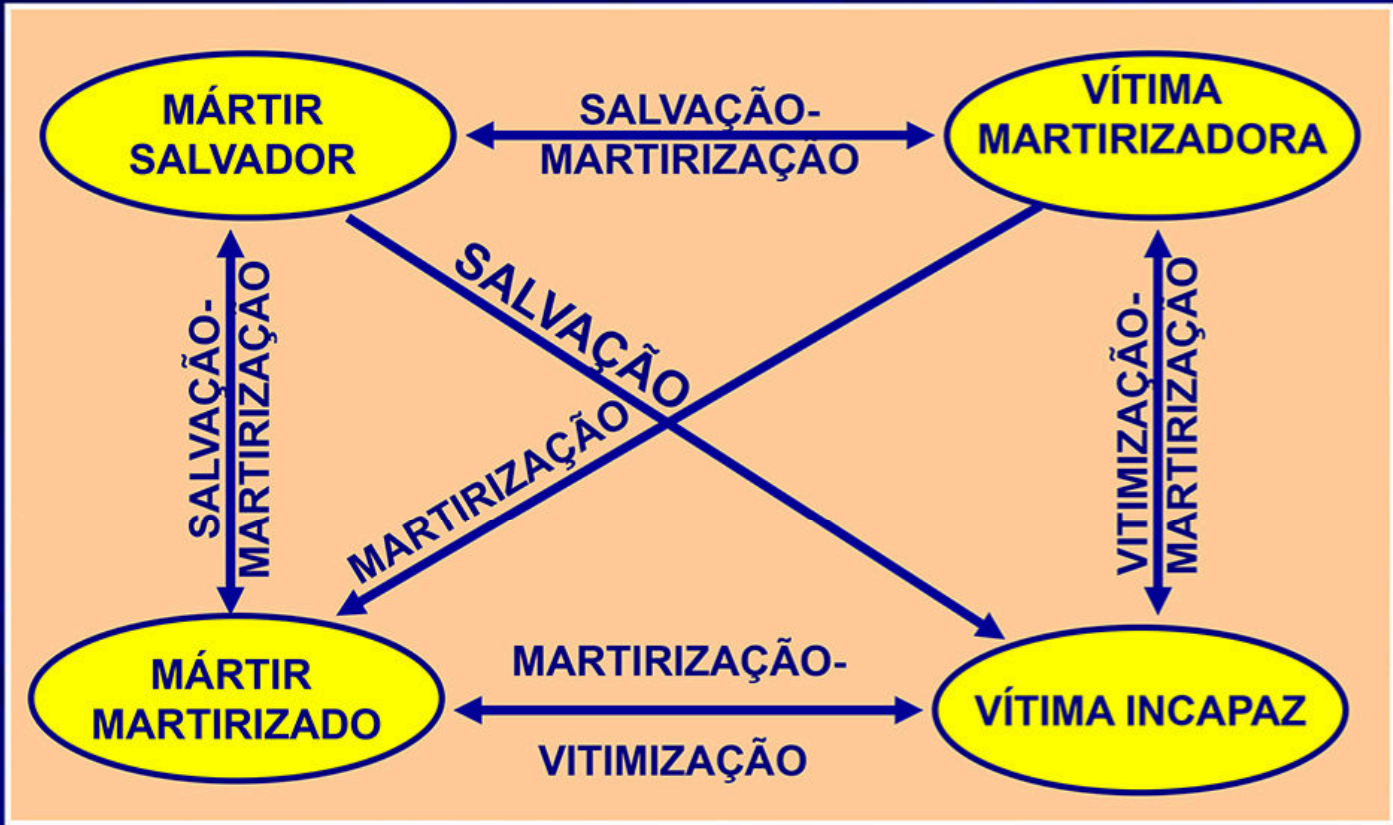 MÁRTIR
SALVADOR
SALVAÇÃO-
MARTIRIZAÇÃO
VÍTIMA
MARTIRIZADORA
SALVAÇÃO-
MARTIRIZAÇÃO
SALVAÇÃO
MARTIRIZAÇÃO
VITIMIZAÇÃO-
MARTIRIZAÇÃO
MÁRTIR
MARTIRIZADO
MARTIRIZAÇÃO-
VITIMIZAÇÃO
VÍTIMA INCAPAZ